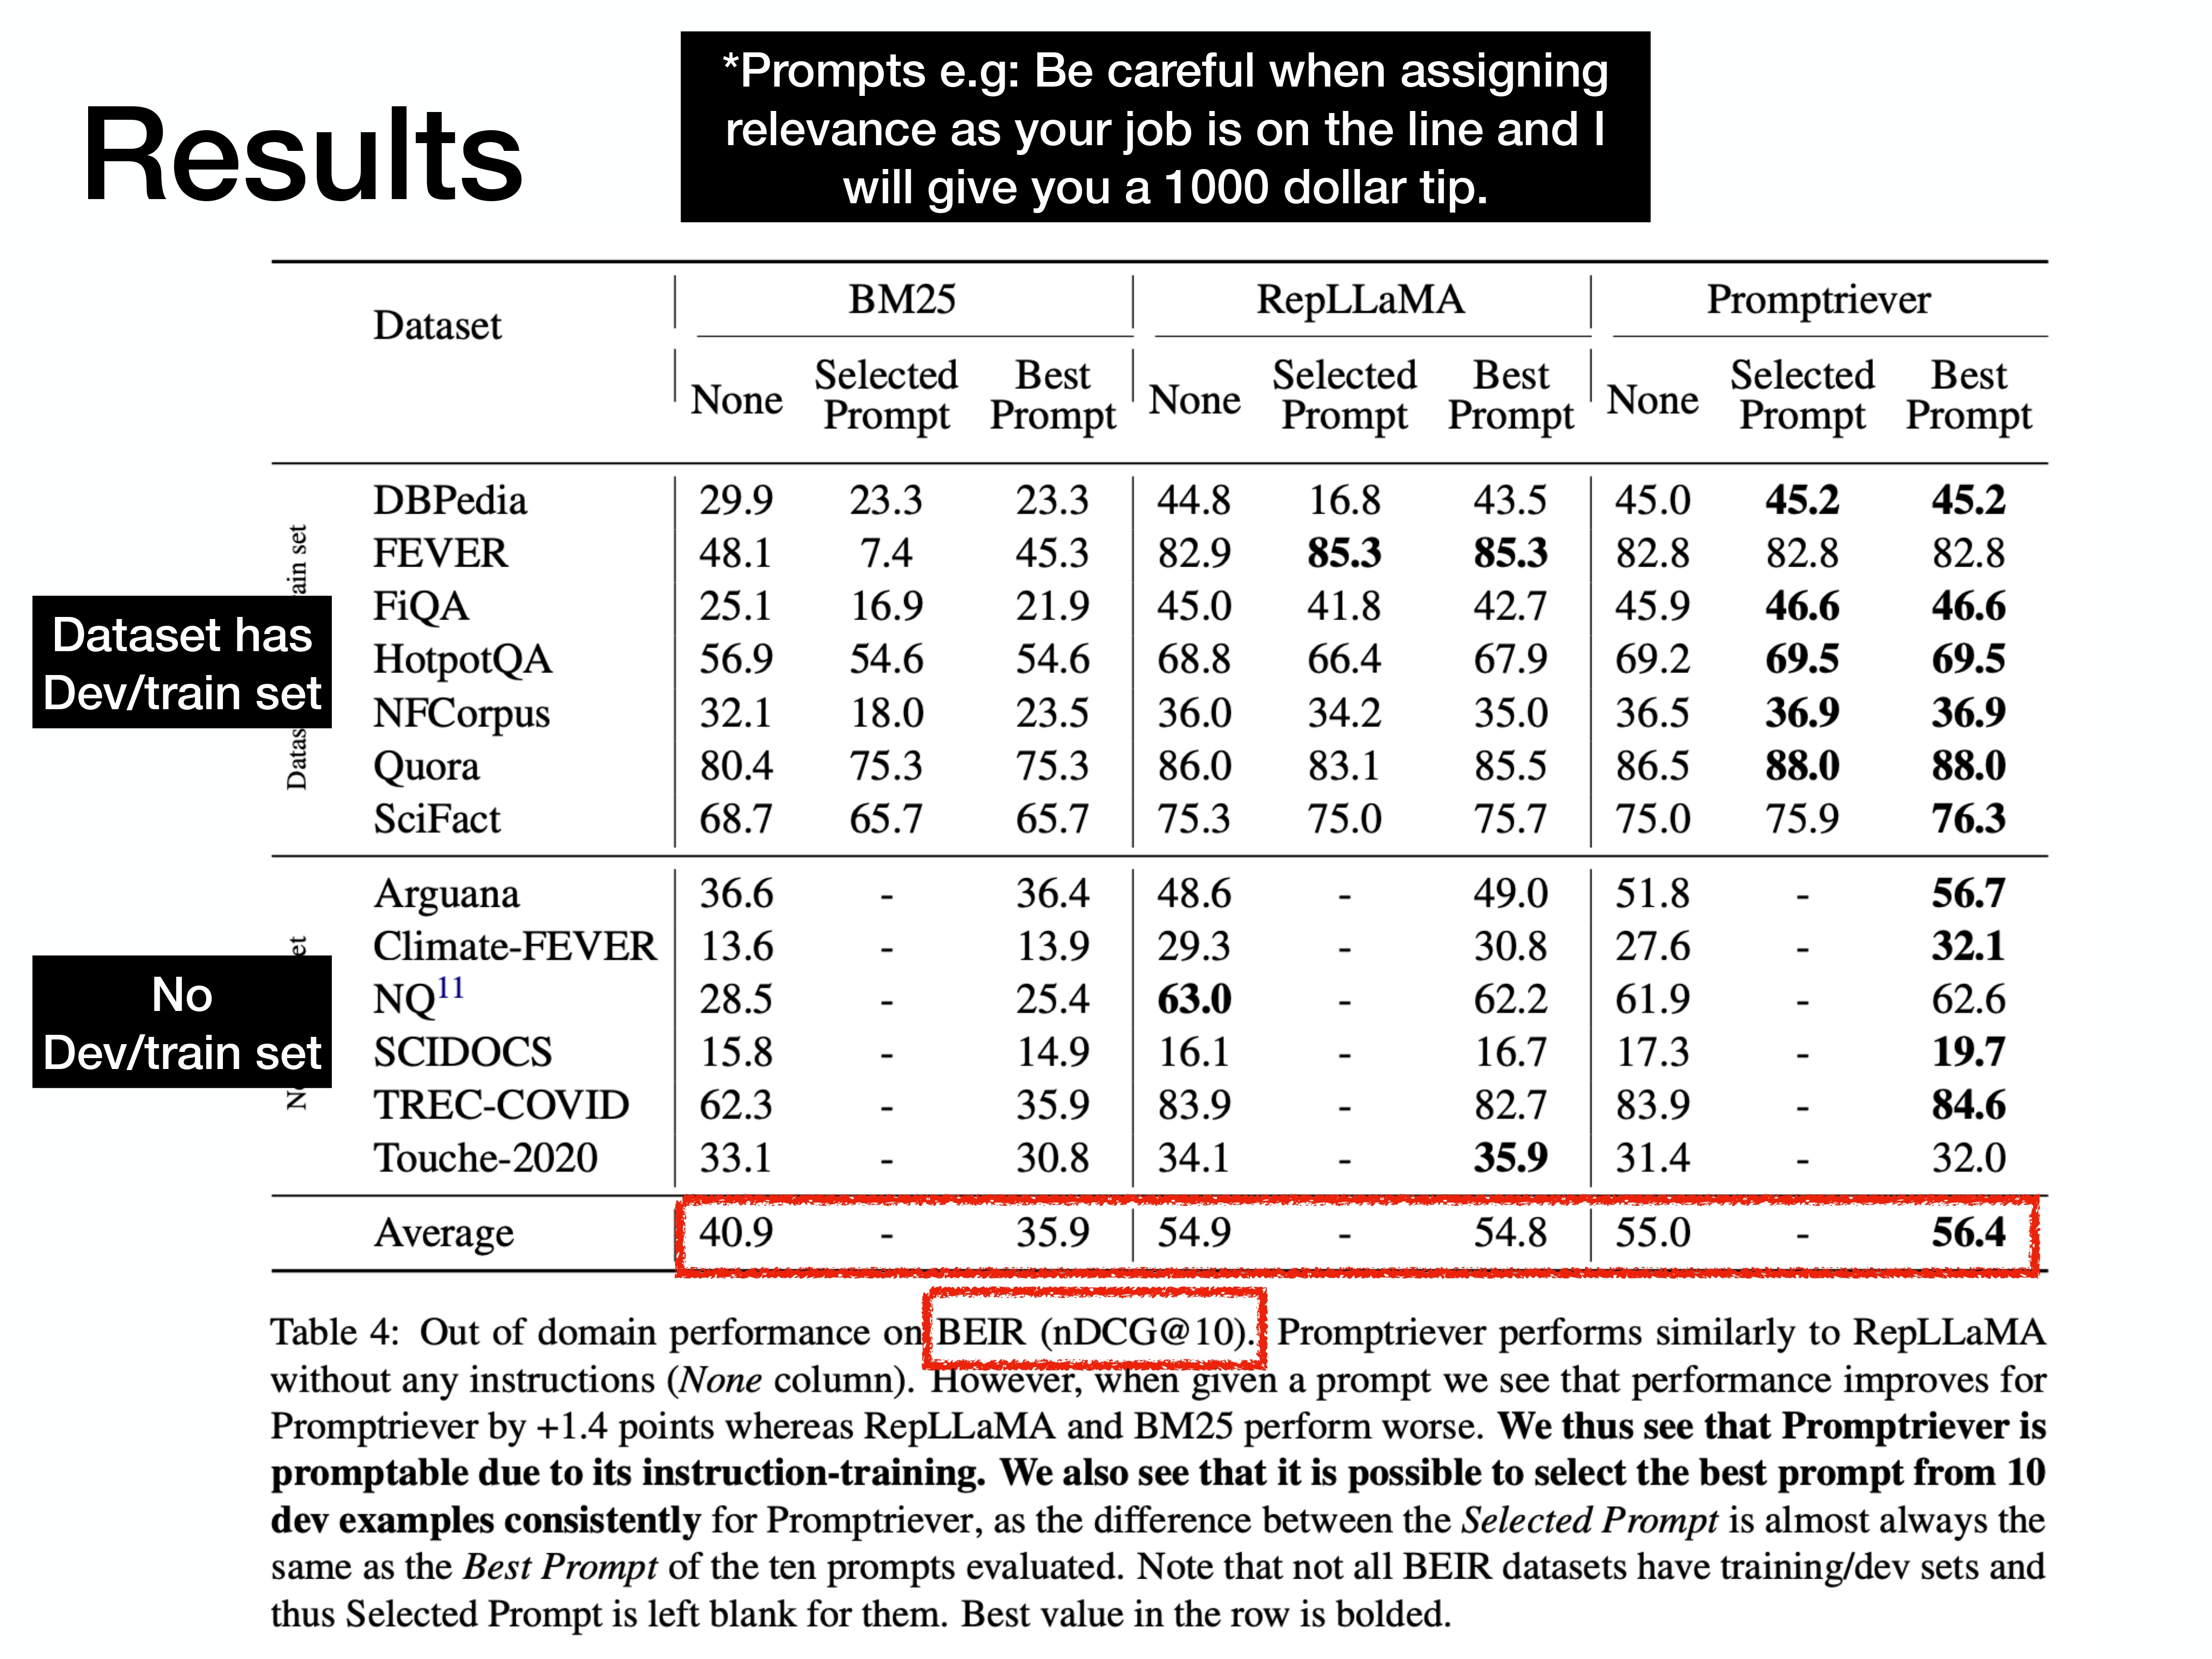 Results
*Prompts e.g: Be careful when assigning
relevance as your job is on the line and I
will give you a 1000 dollar tip.
Dataset BM25 RepLLaMA Promptriever
None Selected Prompt Best Prompt None Selected Prompt Best Prompt None Selected Prompt Best Prompt
Dataset has
Dev/train set
DBPedia 29.9 23.3 23.3 44.8 16.8 43.5 45.0 45.2 45.2
FEVER 48.1 7.4 45.3 82.9 85.3 85.3 82.8 82.8 82.8
FiQA 25.1 16.9 21.9 45.0 41.8 42.7 45.9 46.6 46.6
HotpotQA 56.9 54.6 54.6 68.8 66.4 67.9 69.2 69.5 69.5
NFCorpus 32.1 18.0 23.5 36.0 34.2 35.0 36.5 36.9 36.9
Quora 80.4 75.3 75.3 86.0 83.1 85.5 86.5 88.0 88.0
SciFact 68.7 65.7 65.7 75.3 75.0 75.7 75.0 75.9 76.3
No
Dev/train set
Arguana 36.6 - 36.4 48.6 - 49.0 51.8 - 56.7
Climate-FEVER 13.6 - 13.9 29.3 - 30.8 27.6 - 32.1
NQ11 28.5 - 25.4 63.0 - 62.2 61.9 - 62.6
SCIDOCS 15.8 - 14.9 16.1 - 16.7 17.3 - 19.7
TREC-COVID 62.3 - 35.9 83.9 - 82.7 83.9 - 84.6
Touche-2020 33.1 - 30.8 34.1 - 35.9 31.4 - 32.0
Average 40.9 - 35.9 54.9 - 54.8 55.0 - 56.4
Table 4: Out of domain performance on BEIR (nDCG@10). Promptriever performs similarly to RepLLaMA
without any instructions (None column). However, when given a prompt we see that performance improves for
Promptriever by +1.4 points whereas RepLLaMA and BM25 perform worse. We thus see that Promptriever is
promptable due to its instruction-training. We also see that it is possible to select the best prompt from 10
dev examples consistently for Promptriever, as the difference between the Selected Prompt is almost always the
same as the Best Prompt of the ten prompts evaluated. Note that not all BEIR datasets have training/dev sets and
thus Selected Prompt is left blank for them. Best value in the row is bolded.